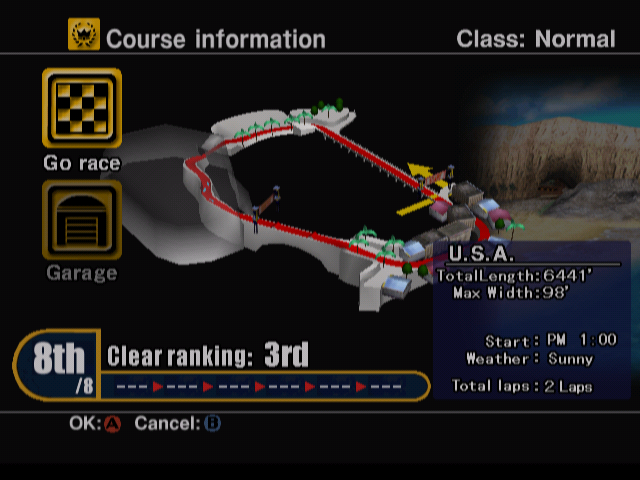 Course information
Class: Normal
Go race
Garage
U.S.A.
TotalLength:6441'
Max Width:98'
Start: PM 1:00
Weather: Sunny
Total laps: 2 Laps
8th
/8
Clear ranking: 3rd
OK:A Cancel:B